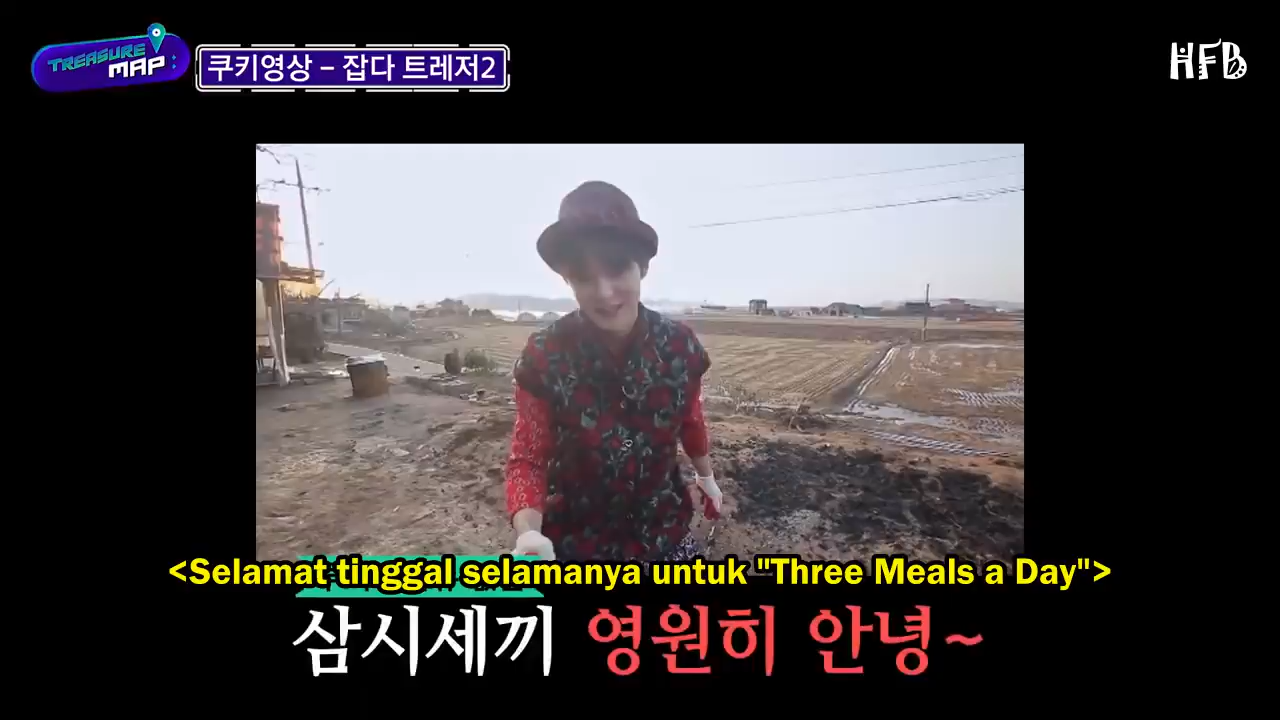 TREASURE
MAP
쿠키영상 – 잡다 트레저2
HFB
<Selamat tinggal selamanya untuk "Three Meals a Day">
삼시세끼 영원히 안녕~